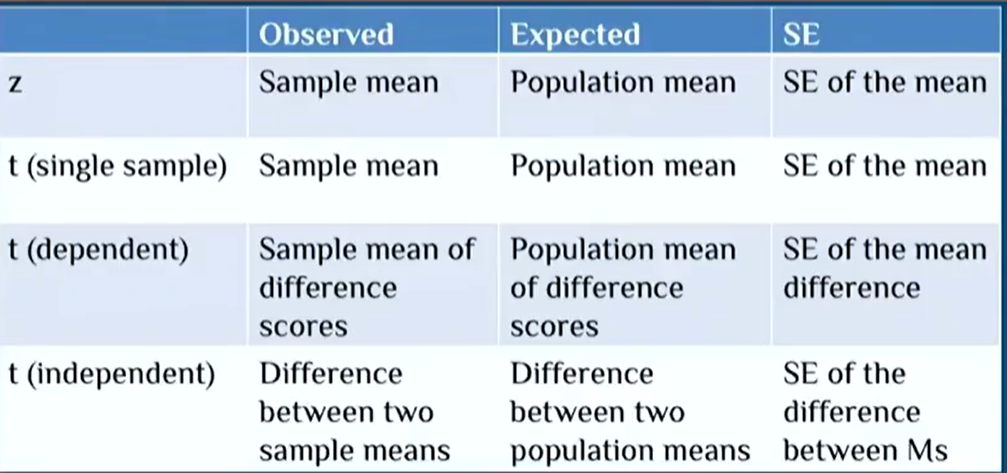 Observed Expected SE
z Sample mean Population mean SE of the mean
t (single sample) Sample mean Population mean SE of the mean
t (dependent) Sample mean of Population mean SE of the mean
difference of difference difference
scores scores
t (independent) Difference Difference SE of the
between two between two difference
sample means population means between Ms